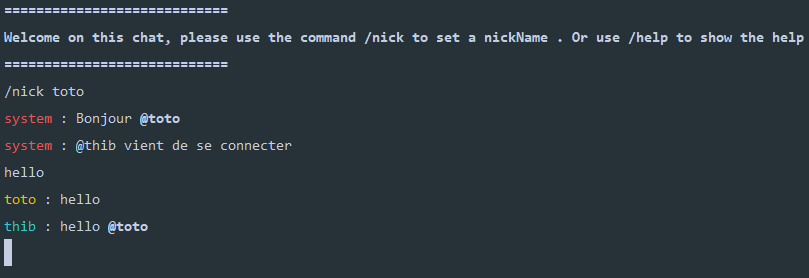 ============================
Welcome on this chat, please use the command /nick to set a nickName . Or use /help to show the help
============================
/nick toto
system : Bonjour @toto
system : @thib vient de se connecter
hello
toto : hello
thib : hello @toto